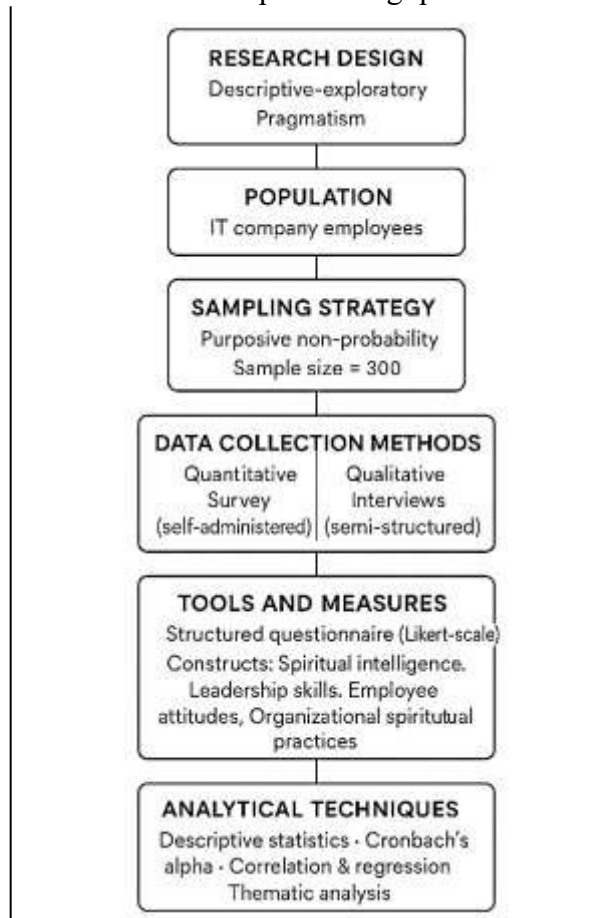 RESEARCH DESIGN
Descriptive-exploratory
Pragmatism
POPULATION
IT company employees
SAMPLING STRATEGY
Purposive non-probability
Sample size = 300
DATA COLLECTION METHODS
Quantitative
Survey
(self-administered)
Qualitative
Interviews
(semi-structured)
TOOLS AND MEASURES
Structured questionnaire (Likert-scale)
Constructs: Spiritual intelligence.
Leadership skills. Employee
attitudes, Organizational spiritutual
practices
ANALYTICAL TECHNIQUES
Descriptive statistics · Cronbach's
alpha · Correlation & regression
Thematic analysis